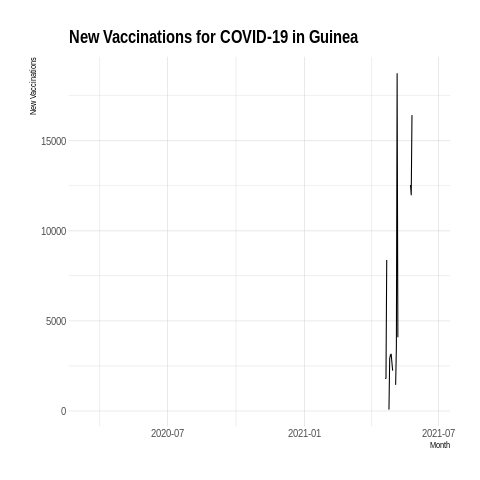 New Vaccinations for COVID-19 in Guinea
New Vaccinations
15000
10000
5000
0
2020-07
2021-01
2021-07
Month